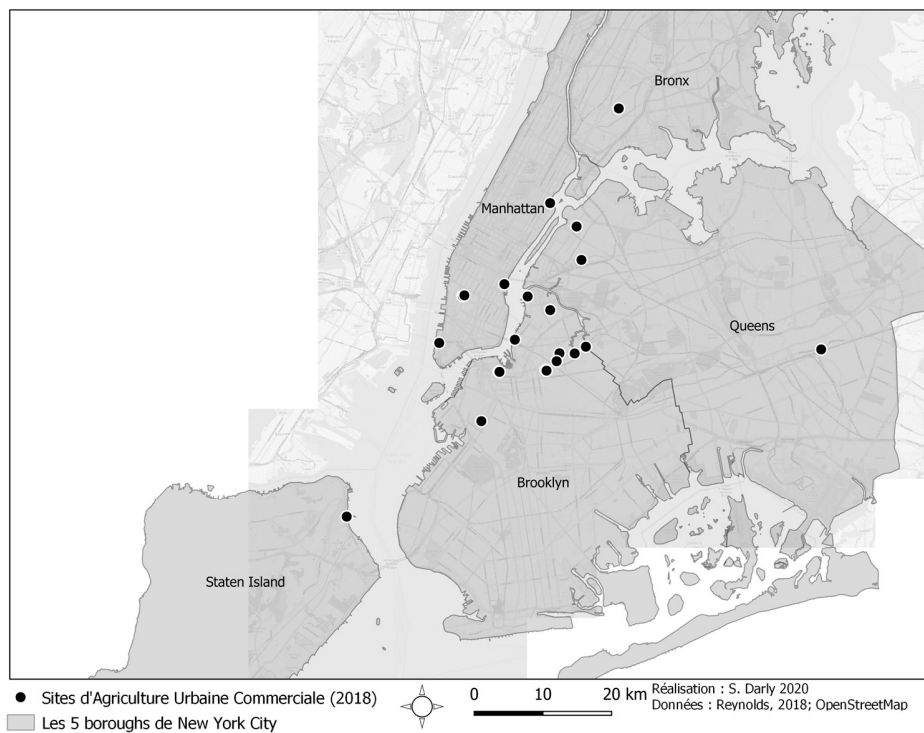 Bronx
Manhattan
Queens
Brooklyn
Staten Island
Sites d'Agriculture Urbaine Commerciale (2018)
Les 5 boroughs de New York City
0 10 20 km
Réalisation : S. Darly 2020
Données : Reynolds, 2018; OpenStreetMap